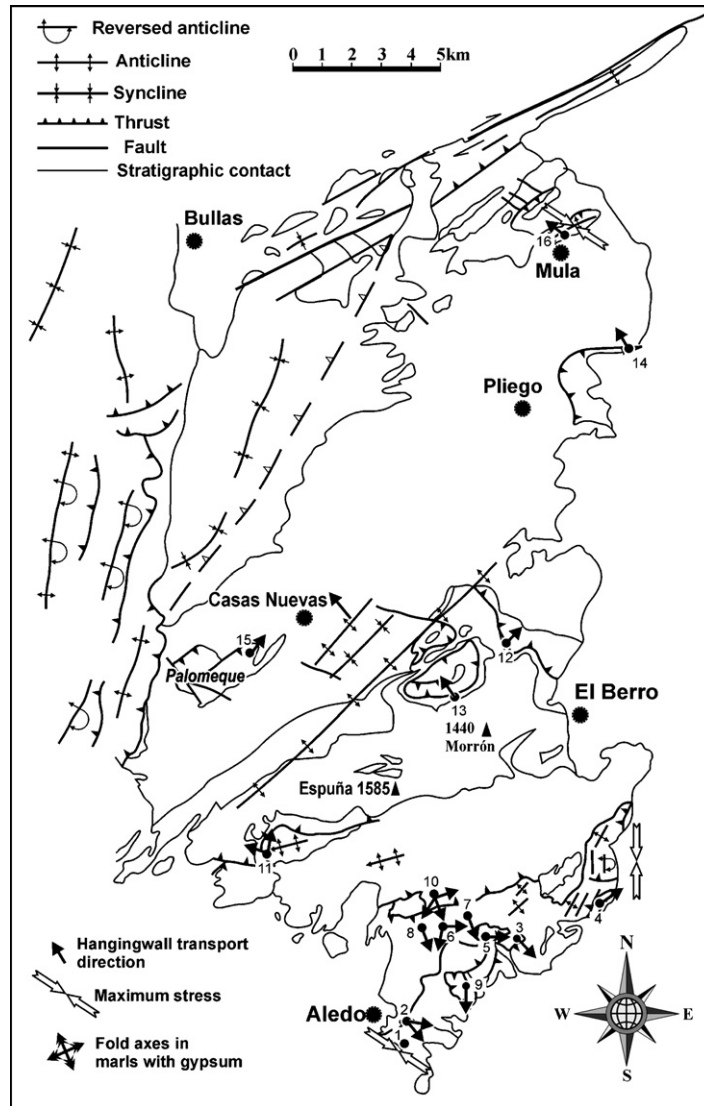 Reversed anticline
Anticline
Syncline
Thrust
Fault
Stratigraphic contact
0 1 2 3 4 5km
Bullas
16
Mula
14
Pliego
Casas Nuevas
15
Palomeque
12
13
El Berro
1440
Morrón
Espuña 1585
11
10
7
8
6
5
3
4
9
Aledo
2
1
Hangingwall transport
direction
Maximum stress
Fold axes in
marls with gypsum
N
W
E
S